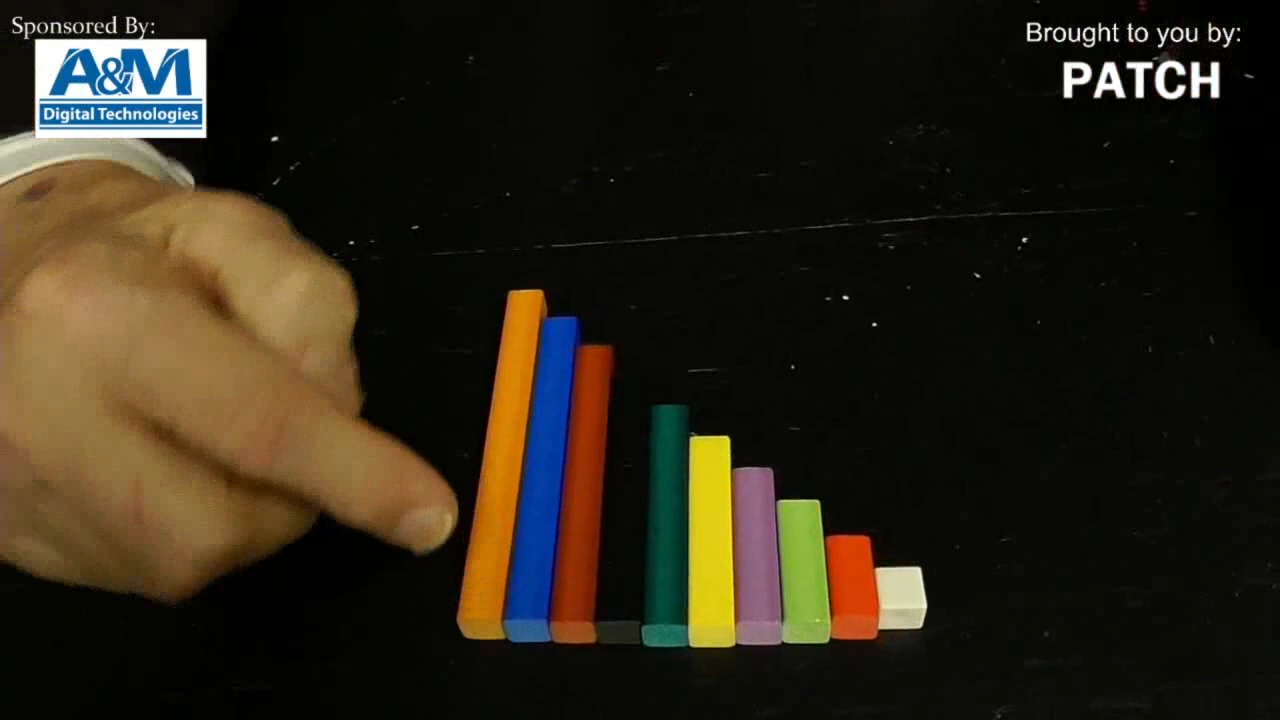 Sponsored By:
A&M
Digital Technologies
Brought to you by:
PATCH